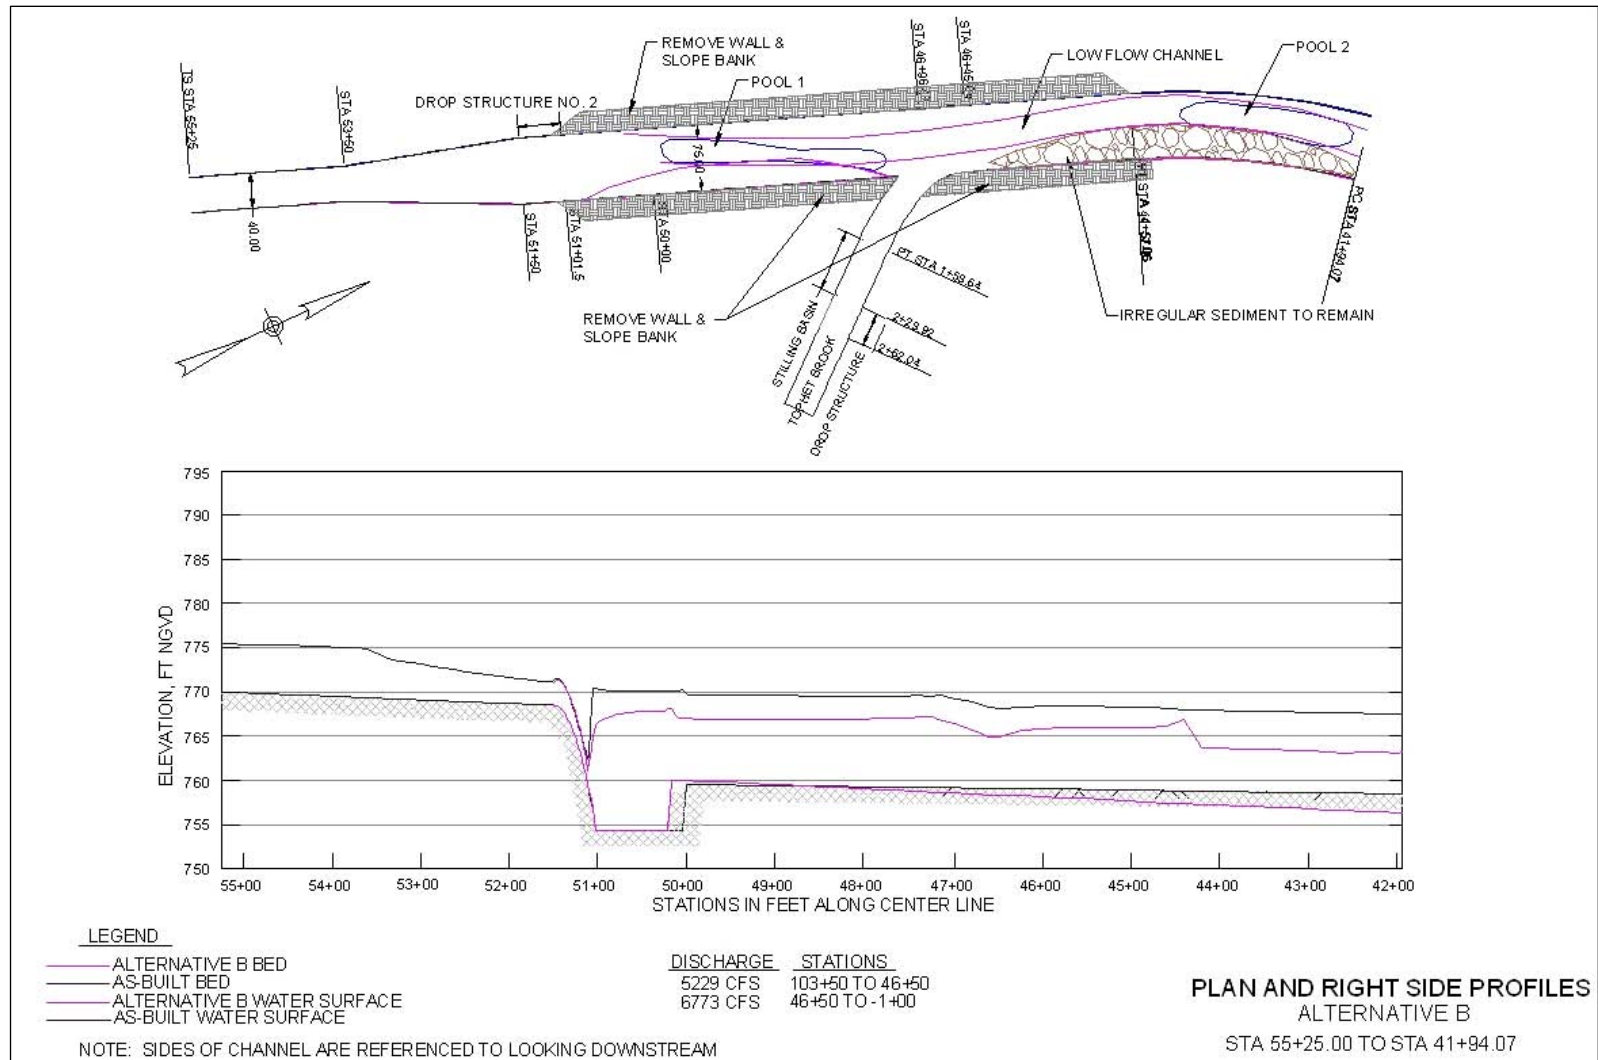 REMOVE WALL &
SLOPE BANK
DROP STRUCTURE NO. 2
POOL 1
LOW FLOW CHANNEL
POOL 2
TS STA 55+25
STA 53+50
STA 46+96
STA 46+45
75.00
40.00
STA 51+50
STA 51+01.5
STA 50+00
PC STA 41+94.07
PT STA 1+59.64
IRREGULAR SEDIMENT TO REMAIN
REMOVE WALL &
SLOPE BANK
STILLING BASIN
TOPHET BROOK
DROP STRUCTURE
2+29.92
2+62.04
ELEVATION, FT NGVD
795
790
785
780
775
770
765
760
755
750
55+00 54+00 53+00 52+00 51+00 50+00 49+00 48+00 47+00 46+00 45+00 44+00 43+00 42+00
STATIONS IN FEET ALONG CENTER LINE
LEGEND
ALTERNATIVE B BED
AS-BUILT BED
ALTERNATIVE B WATER SURFACE
AS-BUILT WATER SURFACE
DISCHARGE STATIONS
5229 CFS 103+50 TO 46+50
6773 CFS 46+50 TO -1+00
NOTE: SIDES OF CHANNEL ARE REFERENCED TO LOOKING DOWNSTREAM
PLAN AND RIGHT SIDE PROFILES
ALTERNATIVE B
STA 55+25.00 TO STA 41+94.07